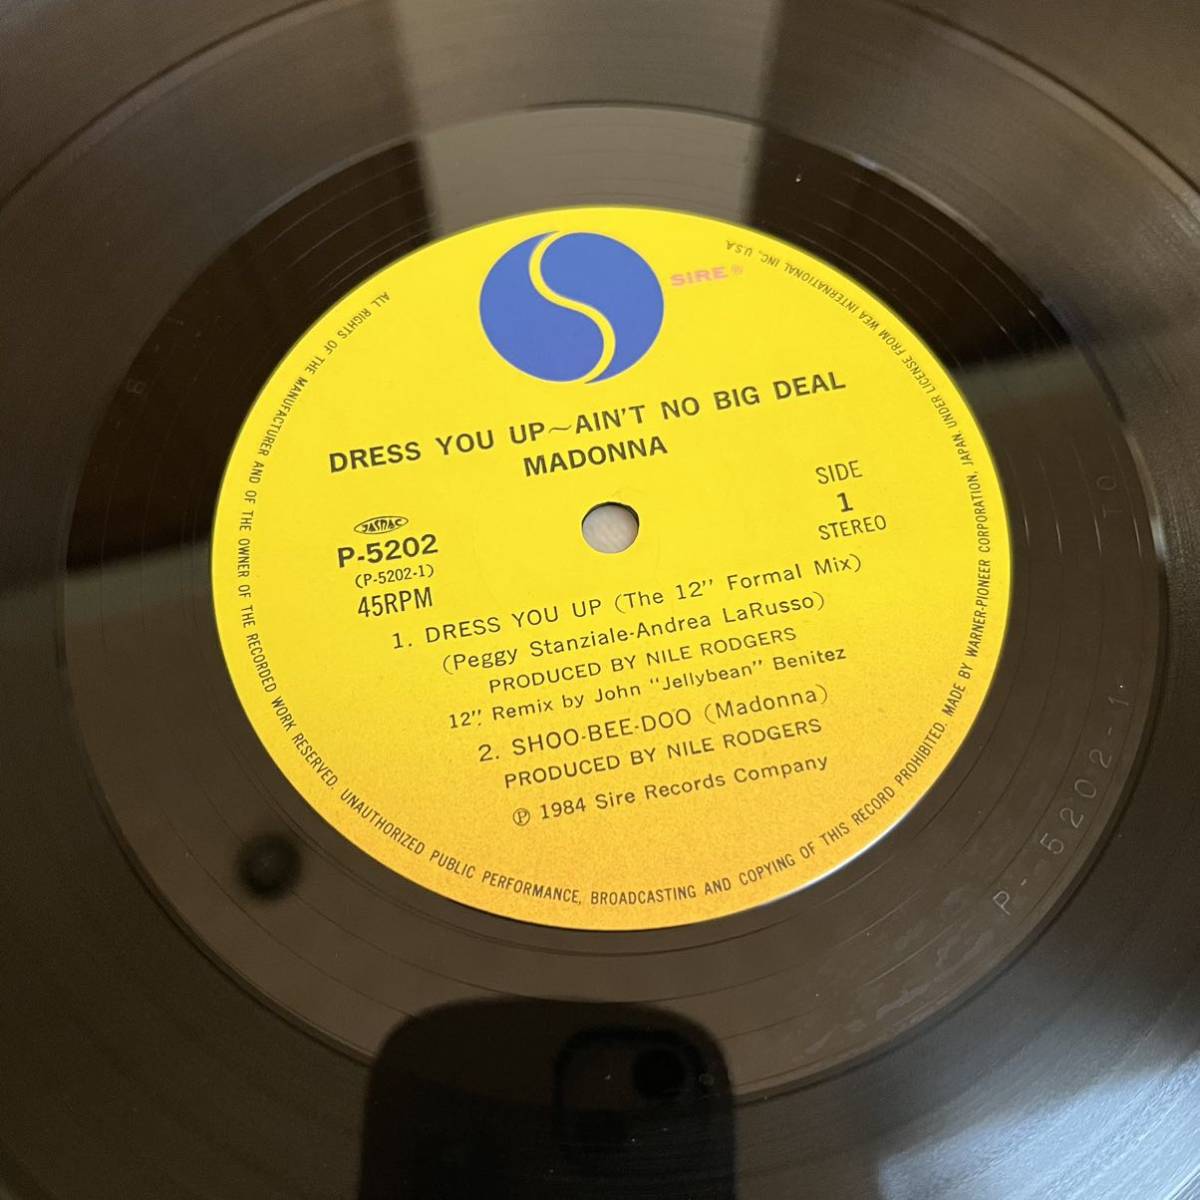 SIRE ®
DRESS YOU UP~AIN'T NO BIG DEAL
MADONNA
JASRAC
P-5202
(P-5202-1)
45RPM
SIDE
1
STEREO
1. DRESS YOU UP (The 12″ Formal Mix)
(Peggy Stanziale-Andrea LaRusso)
PRODUCED BY NILE RODGERS
12″ Remix by John "Jellybean" Benitez
2. SHOO-BEE-DOO (Madonna)
PRODUCED BY NILE RODGERS
Ⓟ 1984 Sire Records Company
ALL RIGHTS OF THE MANUFACTURER AND OF THE OWNER OF THE RECORDED WORK RESERVED. UNAUTHORIZED PUBLIC PERFORMANCE, BROADCASTING AND COPYING OF THIS RECORD PROHIBITED. MADE BY WARNER-PIONEER CORPORATION, JAPAN. UNDER LICENSE FROM WEA INTERNATIONAL INC., U.S.A.
P-5202-1